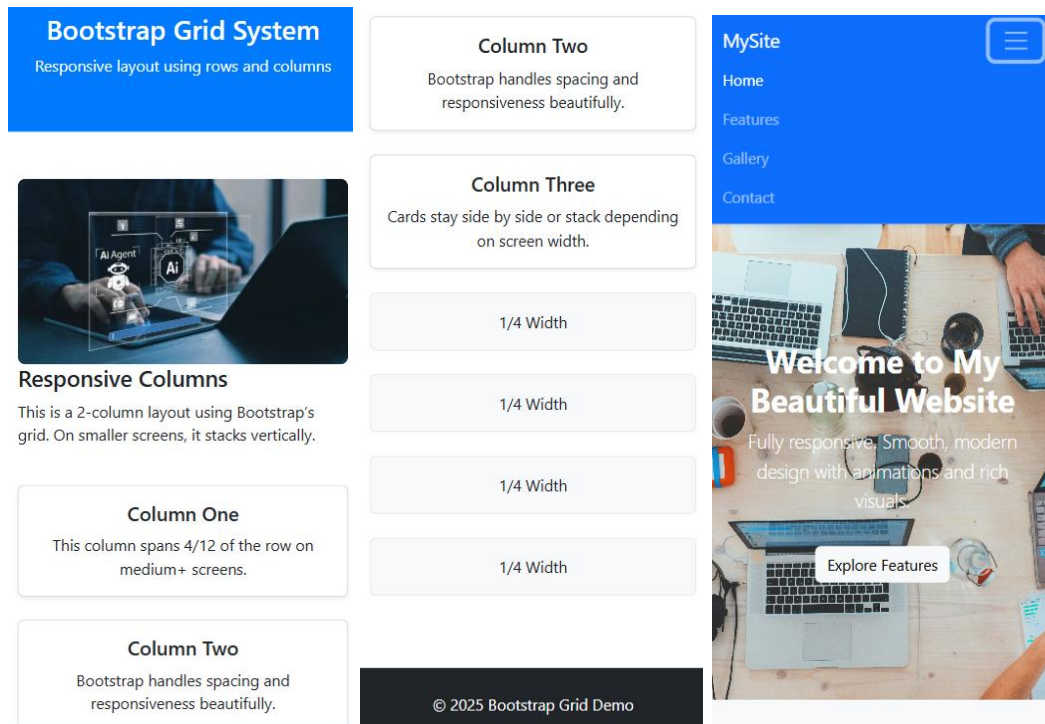 Bootstrap Grid System
Responsive layout using rows and columns
Ai Agent
Ai
Responsive Columns
This is a 2-column layout using Bootstrap’s
grid. On smaller screens, it stacks vertically.
Column One
This column spans 4/12 of the row on
medium+ screens.
Column Two
Bootstrap handles spacing and
responsiveness beautifully.
Column Two
Bootstrap handles spacing and
responsiveness beautifully.
Column Three
Cards stay side by side or stack depending
on screen width.
1/4 Width
1/4 Width
1/4 Width
1/4 Width
© 2025 Bootstrap Grid Demo
MySite
Home
Features
Gallery
Contact
Welcome to My
Beautiful Website
Fully responsive. Smooth, modern
design with animations and rich
visuals.
Explore Features